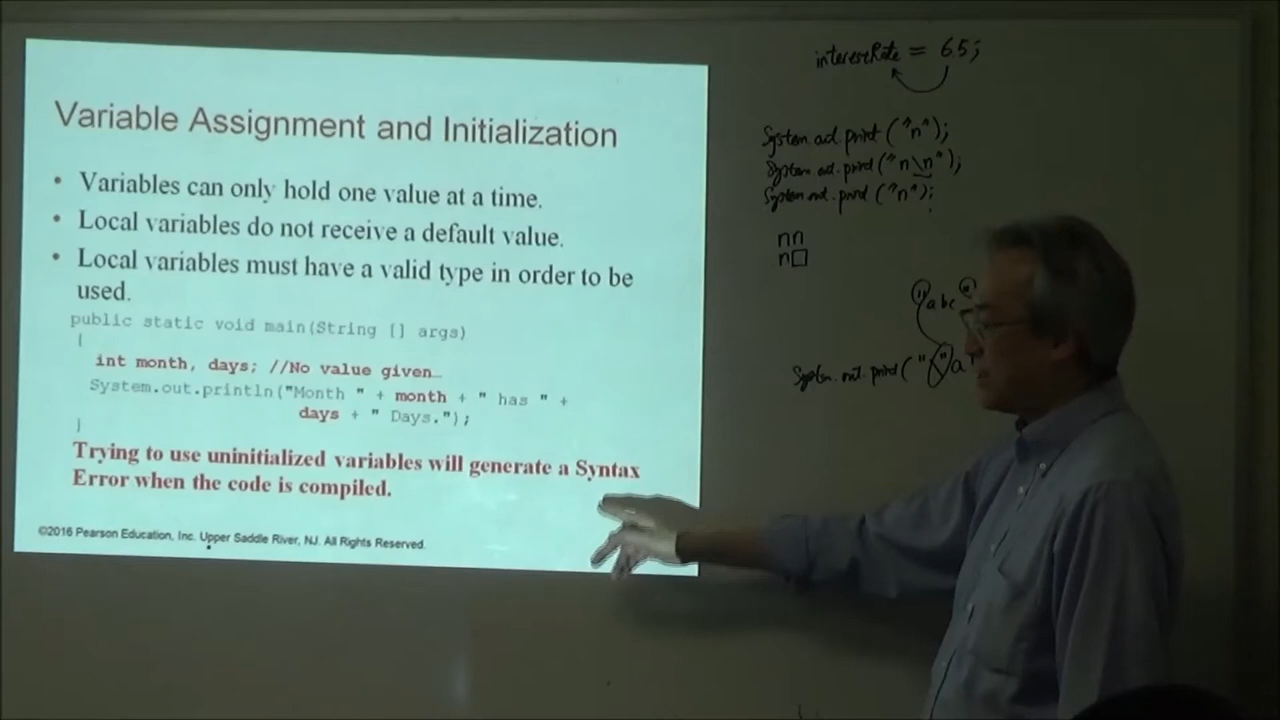 Variable Assignment and Initialization
• Variables can only hold one value at a time.
• Local variables do not receive a default value.
• Local variables must have a valid type in order to be
used.
public static void main(String [] args)
{
int month, days; //No value given…
System.out.println("Month " + month + " has " +
days + " Days.");
}
Trying to use uninitialized variables will generate a Syntax
Error when the code is compiled.
©2016 Pearson Education, Inc. Upper Saddle River, NJ. All Rights Reserved.
= 6.5;
System.out.print("n");
System.out.print("n\n");
System.out.print("n");
nn
n
"abc"
System.out.print("\"a